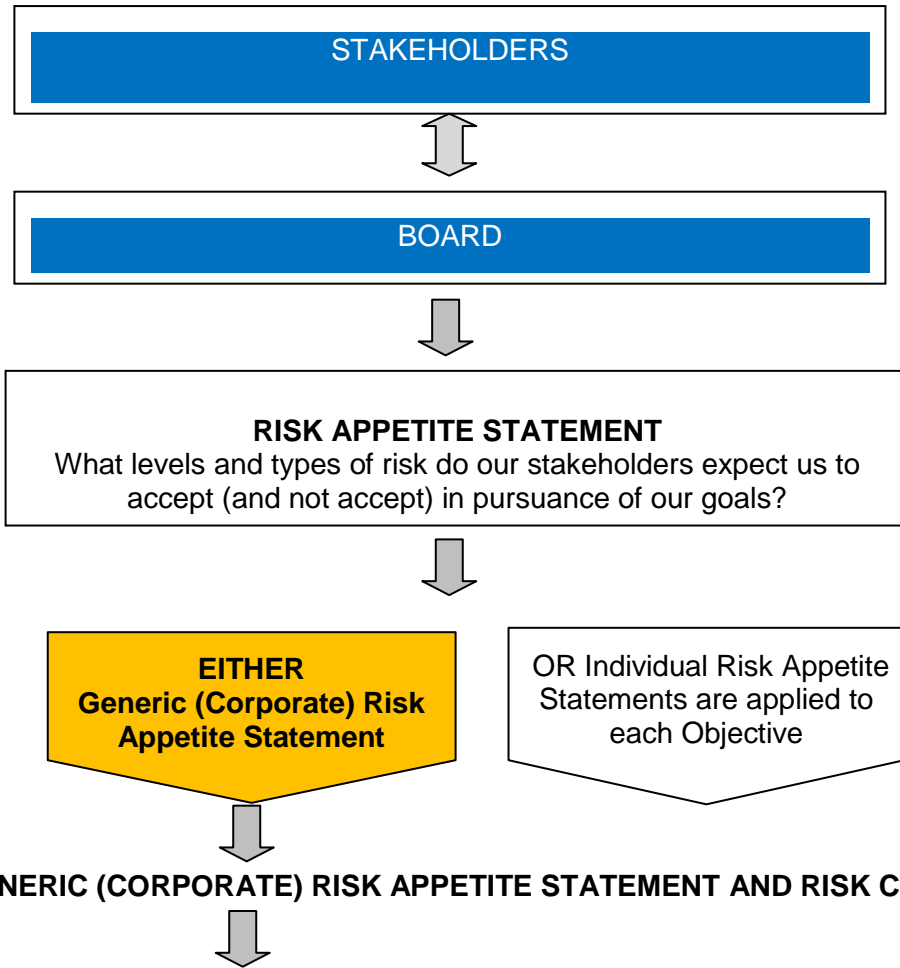 STAKEHOLDERS
BOARD
RISK APPETITE STATEMENT
What levels and types of risk do our stakeholders expect us to
accept (and not accept) in pursuance of our goals?
EITHER
Generic (Corporate) Risk
Appetite Statement
OR Individual Risk Appetite
Statements are applied to
each Objective
NERIC (CORPORATE) RISK APPETITE STATEMENT AND RISK C